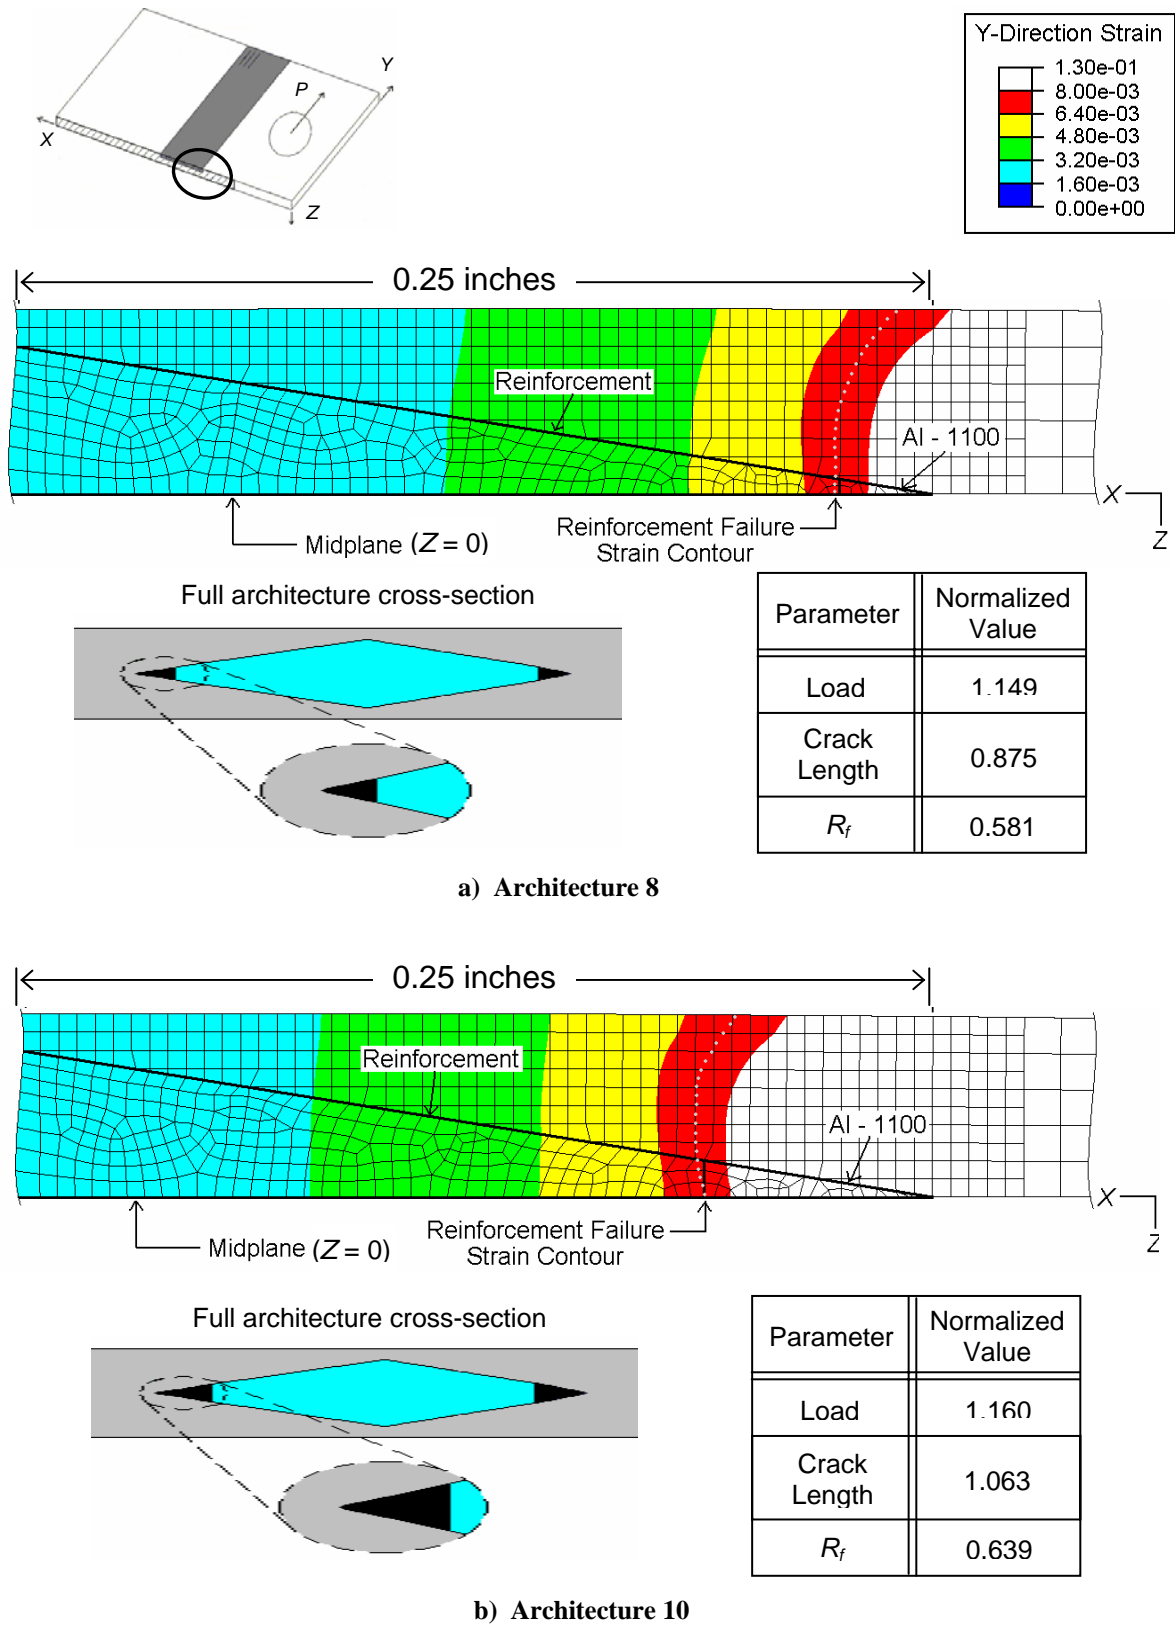 Y
P
X
Z
Y-Direction Strain
1.30e-01
8.00e-03
6.40e-03
4.80e-03
3.20e-03
1.60e-03
0.00e+00
0.25 inches
Reinforcement
Al - 1100
X
Z
Midplane (Z = 0)
Reinforcement Failure
Strain Contour
Full architecture cross-section
Parameter
Normalized
Value
Load
1.149
Crack
Length
0.875
Rf
0.581
a) Architecture 8
0.25 inches
Reinforcement
Al - 1100
X
Z
Midplane (Z = 0)
Reinforcement Failure
Strain Contour
Full architecture cross-section
Parameter
Normalized
Value
Load
1.160
Crack
Length
1.063
Rf
0.639
b) Architecture 10